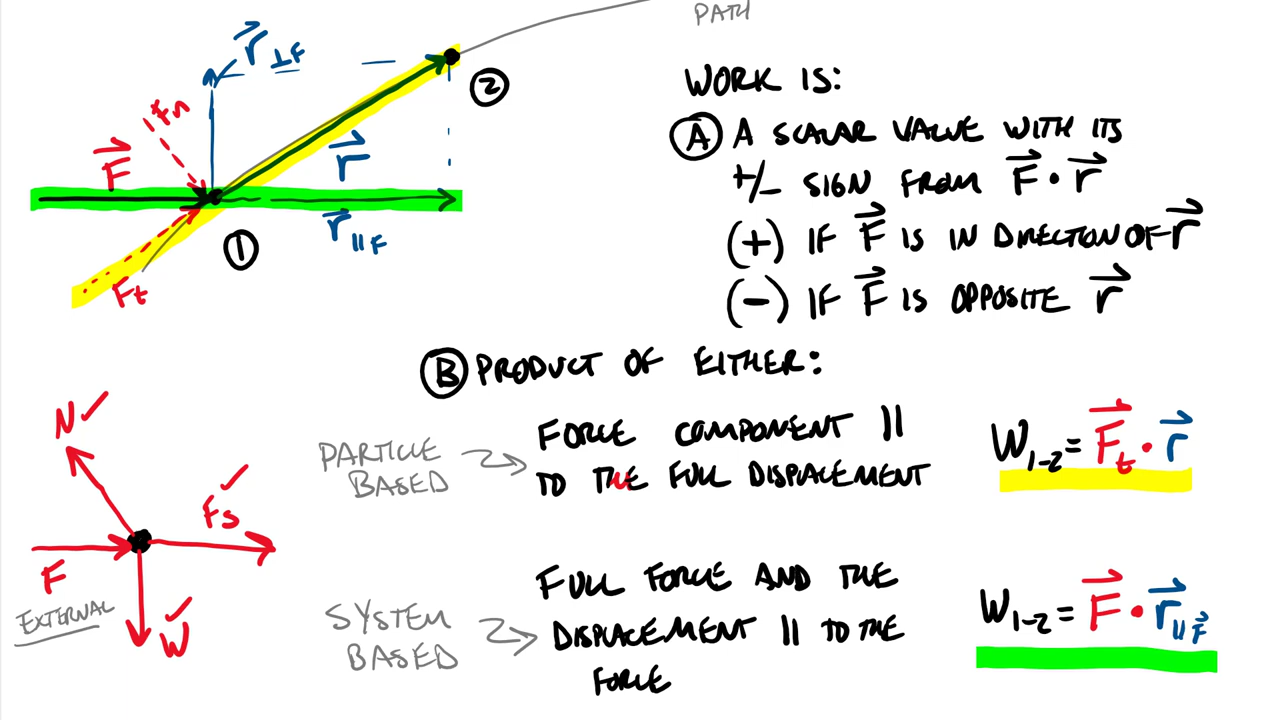 PATH
r⃗⊥F
②
fn
F⃗
r⃗
r⃗∥F
①
Ft
WORK IS:
Ⓐ A SCALAR VALUE WITH ITS
+/- SIGN FROM F⃗ · r⃗
(+) IF F⃗ IS IN DIRECTION OF r⃗
(-) IF F⃗ IS OPPOSITE r⃗
Ⓑ PRODUCT OF EITHER:
PARTICLE
BASED
FORCE COMPONENT ||
TO THE FULL DISPLACEMENT
W₁₋₂ = F⃗t · r⃗
N ✓
Fs ✓
F
EXTERNAL
W ✓
SYSTEM
BASED
FULL FORCE AND THE
DISPLACEMENT || TO THE
FORCE
W₁₋₂ = F⃗ · r⃗∥F⃗